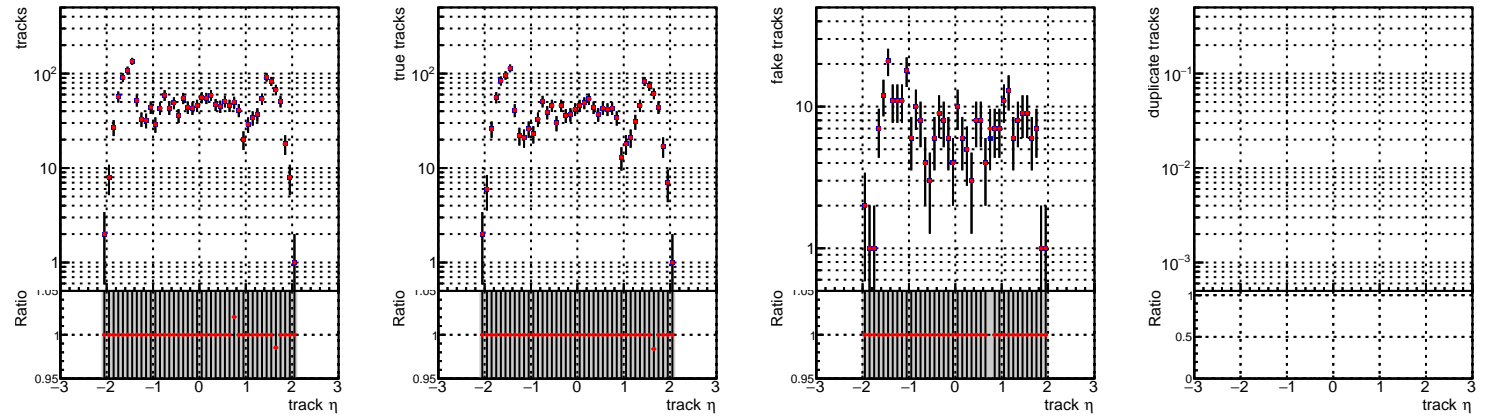 tracks
10²
10
1
Ratio
1.05
1
0.95
−3 −2 −1 0 1 2 3
track η
true tracks
10²
10
1
Ratio
1.05
1
0.95
−3 −2 −1 0 1 2 3
track η
fake tracks
10
1
Ratio
1.05
1
0.95
−3 −2 −1 0 1 2 3
track η
duplicate tracks
10⁻¹
10⁻²
10⁻³
Ratio
1
0.5
0
−3 −2 −1 0 1 2 3
track η